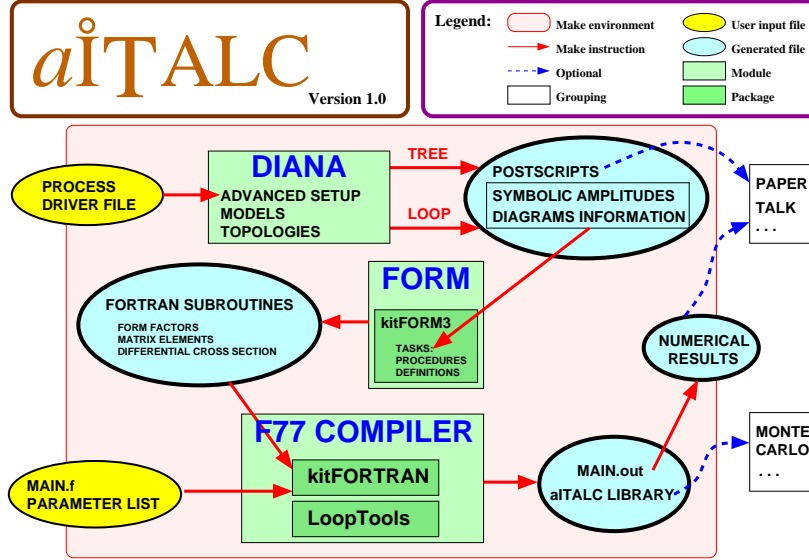 aİTALC
Version 1.0
Legend:
Make environment
Make instruction
Optional
Grouping
User input file
Generated file
Module
Package
PROCESS
DRIVER FILE
DIANA
ADVANCED SETUP
MODELS
TOPOLOGIES
TREE
LOOP
POSTSCRIPTS
SYMBOLIC AMPLITUDES
DIAGRAMS INFORMATION
PAPER
TALK
. . .
FORTRAN SUBROUTINES
FORM FACTORS
MATRIX ELEMENTS
DIFFERENTIAL CROSS SECTION
FORM
kitFORM3
TASKS:
PROCEDURES
DEFINITIONS
NUMERICAL
RESULTS
F77 COMPILER
kitFORTRAN
LoopTools
MAIN.f
PARAMETER LIST
MAIN.out
aITALC LIBRARY
MONTE
CARLO
. . .